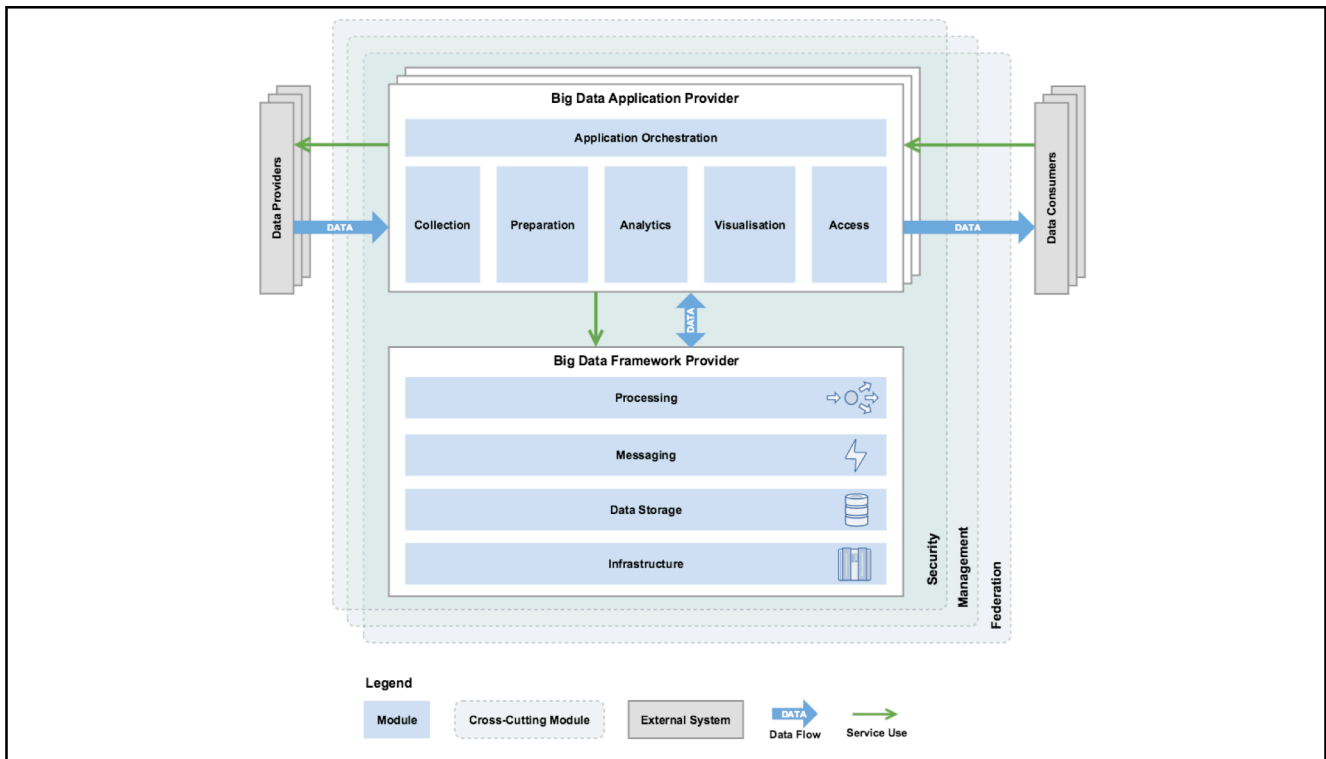 Big Data Application Provider
Application Orchestration
Data Providers
DATA
Collection
Preparation
Analytics
Visualisation
Access
DATA
Data Consumers
DATA
Big Data Framework Provider
Processing
Messaging
Data Storage
Infrastructure
Security
Management
Federation
Legend
Module
Cross-Cutting Module
External System
DATA
Data Flow
Service Use